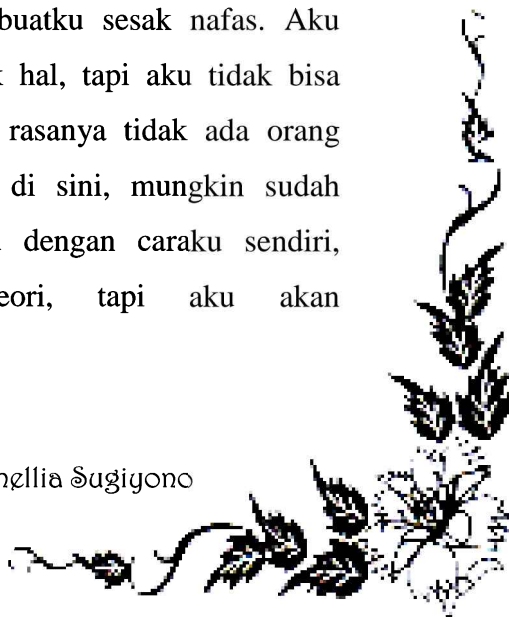 buatku sesak nafas. Aku
hal, tapi aku tidak bisa
rasanya tidak ada orang
di sini, mungkin sudah
dengan caraku sendiri,
eori, tapi aku akan
nellia Sugiyono